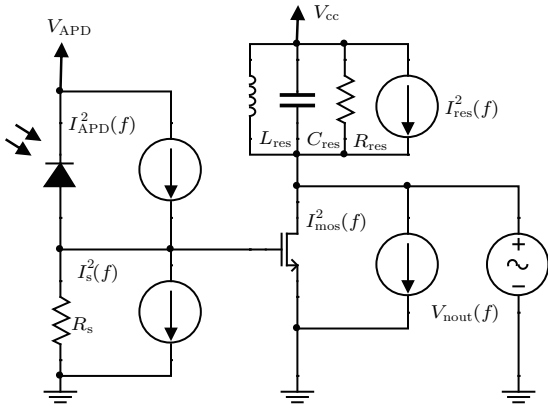 V_APD
V_cc
I²_APD(f)
I²_res(f)
L_res
C_res
R_res
I²_mos(f)
I²_s(f)
R_s
V_nout(f)